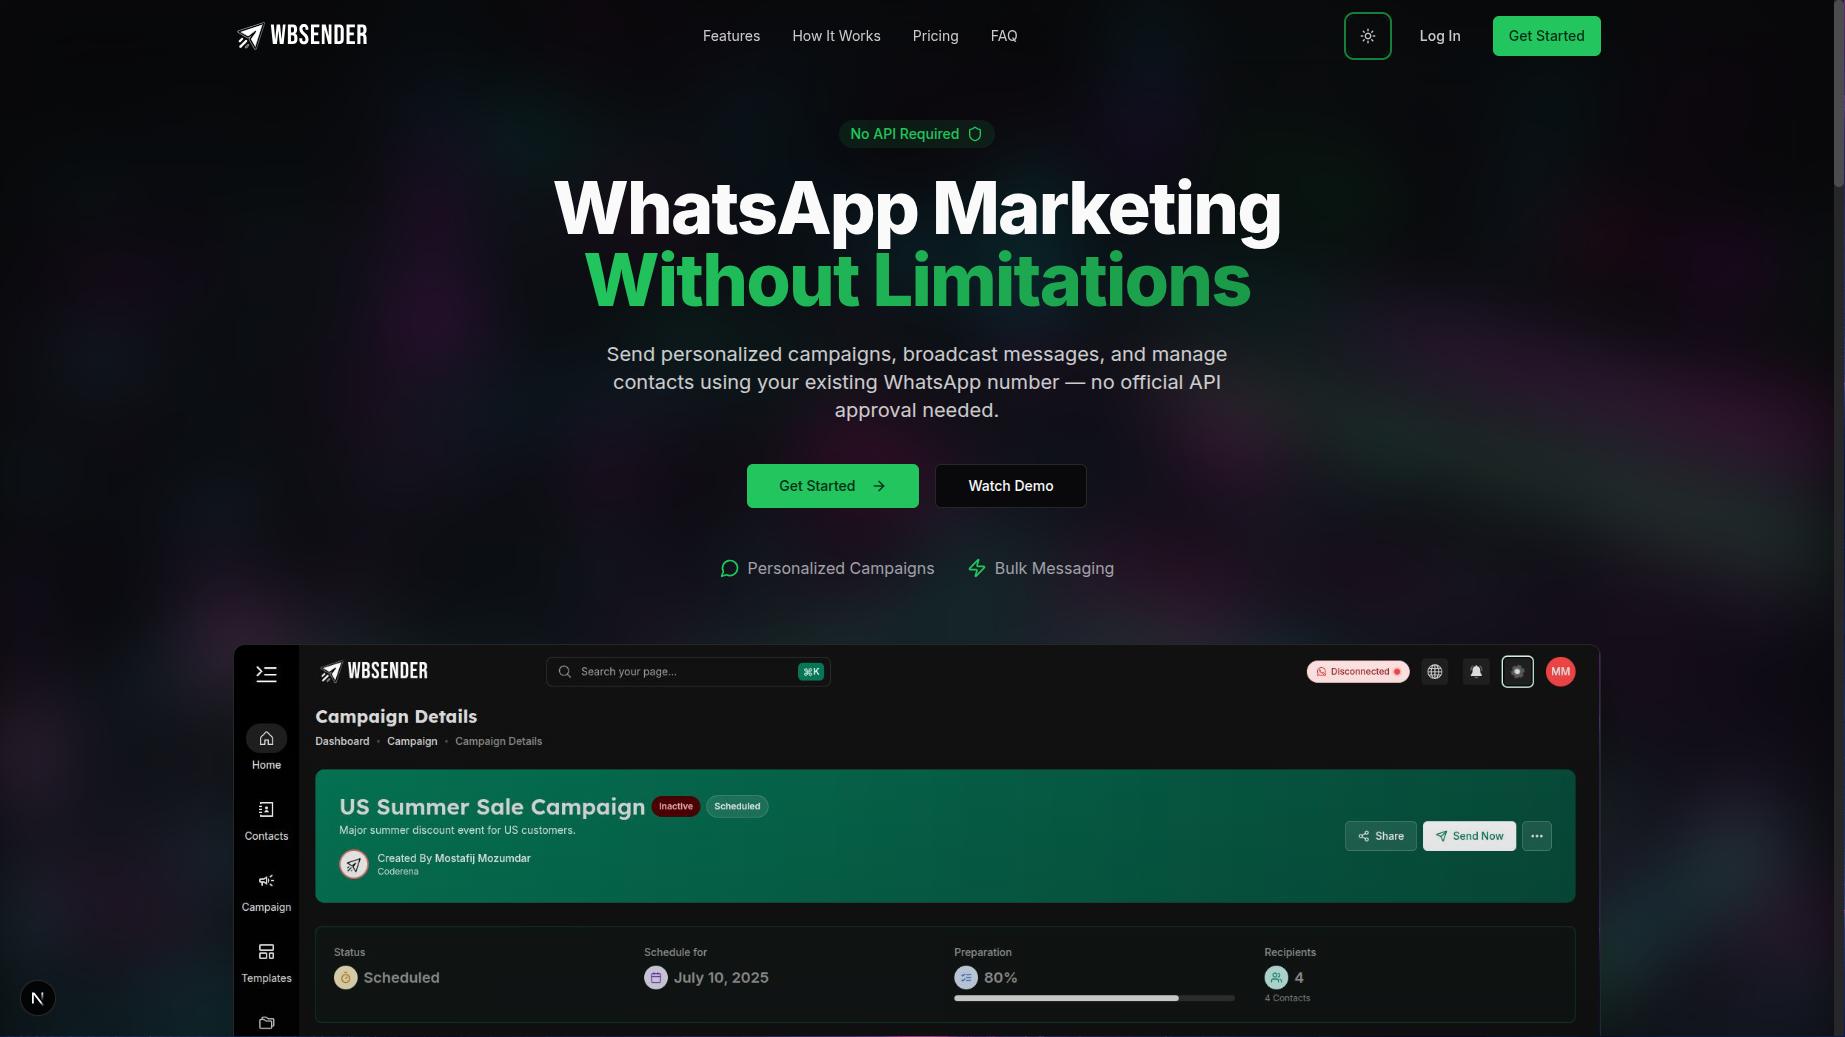 WBSENDER
Features How It Works Pricing FAQ
Log In Get Started
No API Required
WhatsApp Marketing
Without Limitations
Send personalized campaigns, broadcast messages, and manage
contacts using your existing WhatsApp number — no official API
approval needed.
Get Started Watch Demo
Personalized Campaigns Bulk Messaging
WBSENDER
Search your page...
⌘K
Disconnected
MM
Campaign Details
Dashboard • Campaign • Campaign Details
Home
Contacts
Campaign
Templates
US Summer Sale Campaign Inactive Scheduled
Major summer discount event for US customers.
Created By Mostafij Mozumdar
Coderena
Share Send Now
Status Schedule for Preparation Recipients
Scheduled July 10, 2025 80% 4
4 Contacts
N